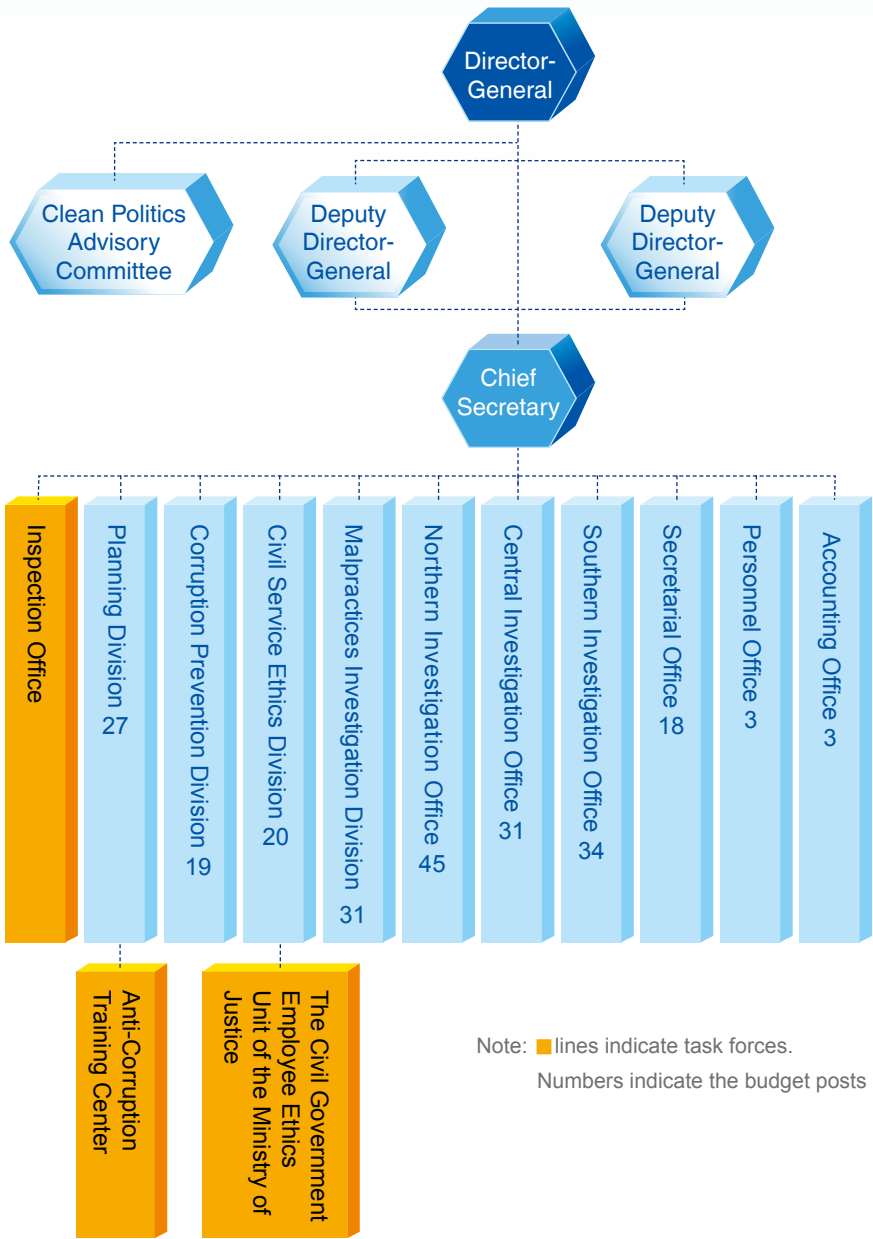 Director-
General
Clean Politics
Advisory
Committee
Deputy
Director-
General
Deputy
Director-
General
Chief
Secretary
Inspection Office
Planning Division 27
Corruption Prevention Division 19
Civil Service Ethics Division 20
Malpractices Investigation Division 31
Northern Investigation Office 45
Central Investigation Office 31
Southern Investigation Office 34
Secretarial Office 18
Personnel Office 3
Accounting Office 3
Anti-Corruption
Training Center
The Civil Government
Employee Ethics
Unit of the Ministry of
Justice
Note: lines indicate task forces.
Numbers indicate the budget posts